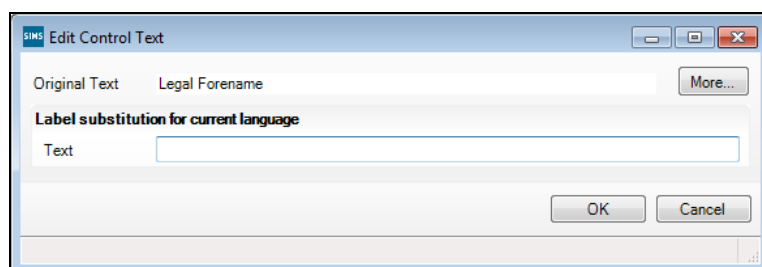 SIMS Edit Control Text
Original Text Legal Forename More...
Label substitution for current language
Text
OK Cancel